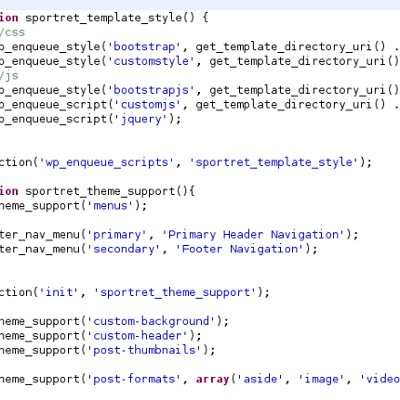 ion sportret_template_style() {
/css
p_enqueue_style('bootstrap', get_template_directory_uri() .
p_enqueue_style('customstyle', get_template_directory_uri()
/js
p_enqueue_style('bootstrapjs', get_template_directory_uri()
p_enqueue_script('customjs', get_template_directory_uri() .
p_enqueue_script('jquery');
ction('wp_enqueue_scripts', 'sportret_template_style');
ion sportret_theme_support(){
heme_support('menus');
ter_nav_menu('primary', 'Primary Header Navigation');
ter_nav_menu('secondary', 'Footer Navigation');
ction('init', 'sportret_theme_support');
heme_support('custom-background');
heme_support('custom-header');
heme_support('post-thumbnails');
heme_support('post-formats', array('aside', 'image', 'video